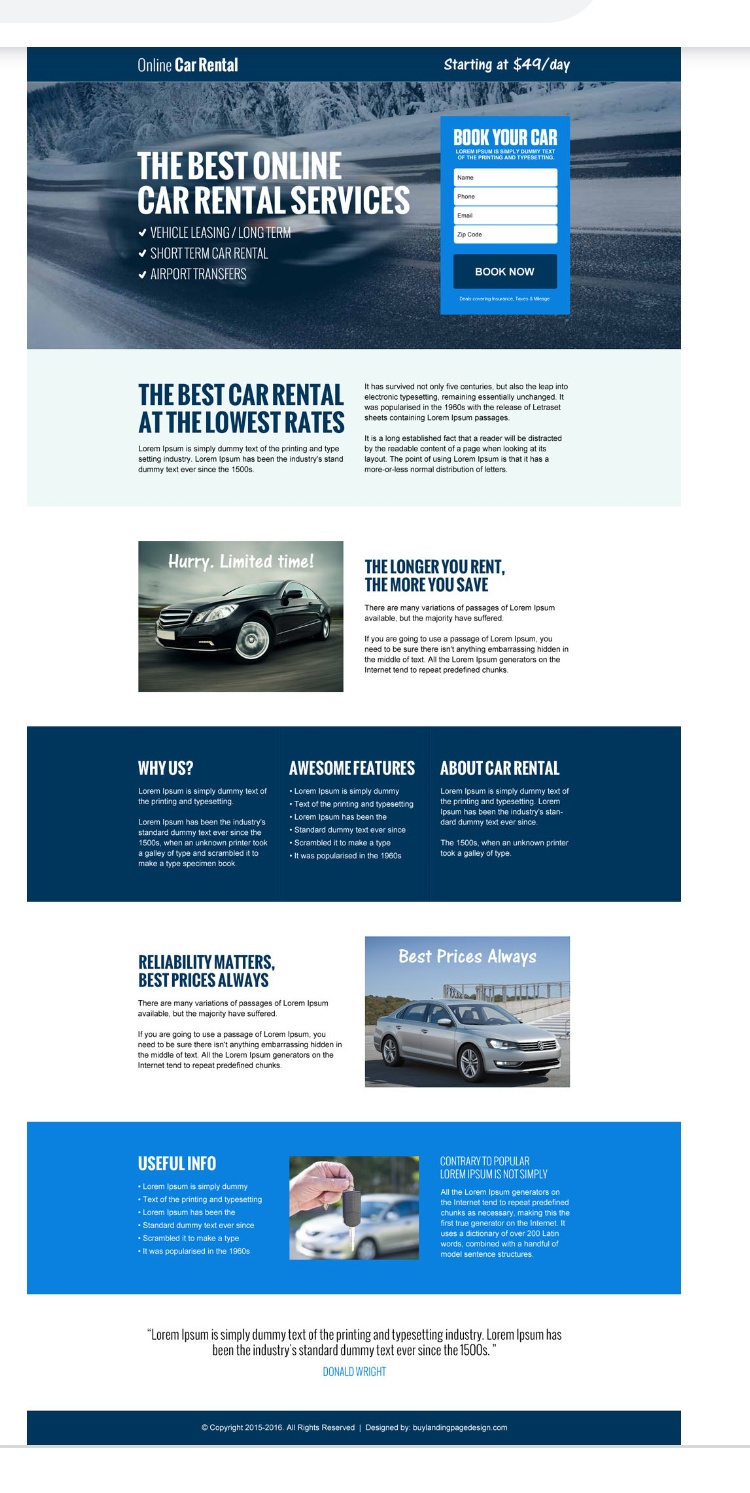 Online Car Rental
Starting at $49/day
THE BEST ONLINE
CAR RENTAL SERVICES
✓ VEHICLE LEASING / LONG TERM
✓ SHORT TERM CAR RENTAL
✓ AIRPORT TRANSFERS
BOOK YOUR CAR
LOREM IPSUM IS SIMPLY DUMMY TEXT
OF THE PRINTING AND TYPESETTING.
Name
Phone
Email
Zip Code
BOOK NOW
Deals covering Insurance, Taxes & Mileage
THE BEST CAR RENTAL
AT THE LOWEST RATES
Lorem Ipsum is simply dummy text of the printing and type
setting industry. Lorem Ipsum has been the industry's stand
dummy text ever since the 1500s.
It has survived not only five centuries, but also the leap into
electronic typesetting, remaining essentially unchanged. It
was popularised in the 1960s with the release of Letraset
sheets containing Lorem Ipsum passages.
It is a long established fact that a reader will be distracted
by the readable content of a page when looking at its
layout. The point of using Lorem Ipsum is that it has a
more-or-less normal distribution of letters.
Hurry. Limited time!
THE LONGER YOU RENT,
THE MORE YOU SAVE
There are many variations of passages of Lorem Ipsum
available, but the majority have suffered.
If you are going to use a passage of Lorem Ipsum, you
need to be sure there isn't anything embarrassing hidden in
the middle of text. All the Lorem Ipsum generators on the
Internet tend to repeat predefined chunks.
WHY US?
Lorem Ipsum is simply dummy text of
the printing and typesetting.
Lorem Ipsum has been the industry's
standard dummy text ever since the
1500s, when an unknown printer took
a galley of type and scrambled it to
make a type specimen book.
AWESOME FEATURES
• Lorem Ipsum is simply dummy
• Text of the printing and typesetting
• Lorem Ipsum has been the
• Standard dummy text ever since
• Scrambled it to make a type
• It was popularised in the 1960s
ABOUT CAR RENTAL
Lorem Ipsum is simply dummy text of
the printing and typesetting. Lorem
Ipsum has been the industry's stan-
dard dummy text ever since.
The 1500s, when an unknown printer
took a galley of type.
RELIABILITY MATTERS,
BEST PRICES ALWAYS
There are many variations of passages of Lorem Ipsum
available, but the majority have suffered.
If you are going to use a passage of Lorem Ipsum, you
need to be sure there isn't anything embarrassing hidden in
the middle of text. All the Lorem Ipsum generators on the
Internet tend to repeat predefined chunks.
Best Prices Always
USEFUL INFO
• Lorem Ipsum is simply dummy
• Text of the printing and typesetting
• Lorem Ipsum has been the
• Standard dummy text ever since
• Scrambled it to make a type
• It was popularised in the 1960s
CONTRARY TO POPULAR
LOREM IPSUM IS NOT SIMPLY
All the Lorem Ipsum generators on
the Internet tend to repeat predefined
chunks as necessary, making this the
first true generator on the Internet. It
uses a dictionary of over 200 Latin
words, combined with a handful of
model sentence structures.
“Lorem Ipsum is simply dummy text of the printing and typesetting industry. Lorem Ipsum has
been the industry's standard dummy text ever since the 1500s. ”
DONALD WRIGHT
© Copyright 2015-2016. All Rights Reserved | Designed by: buylandingpagedesign.com